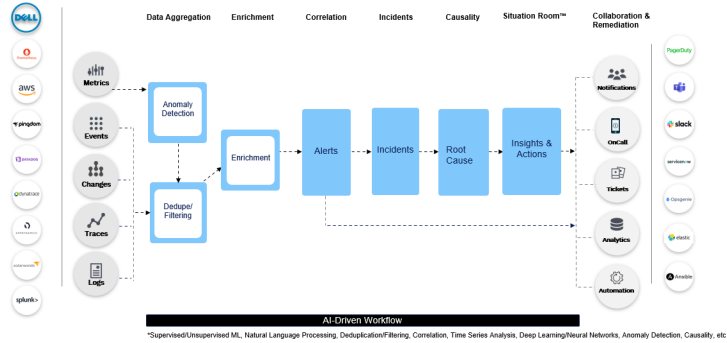 Data Aggregation
Enrichment
Correlation
Incidents
Causality
Situation Room™
Collaboration &
Remediation
DELL
Prometheus
aws
pingdom
DATADOG
dynatrace
splunk>
Metrics
Events
Changes
Traces
Logs
Anomaly
Detection
Dedupe/
Filtering
Enrichment
Alerts
Incidents
Root
Cause
Insights &
Actions
Notifications
OnCall
Tickets
Analytics
Automation
PagerDuty
slack
servicenow
Opsgenie
elastic
Ansible
AI-Driven Workflow
*Supervised/Unsupervised ML, Natural Language Processing, Deduplication/Filtering, Correlation, Time Series Analysis, Deep Learning/Neural Networks, Anomaly Detection, Causality, etc